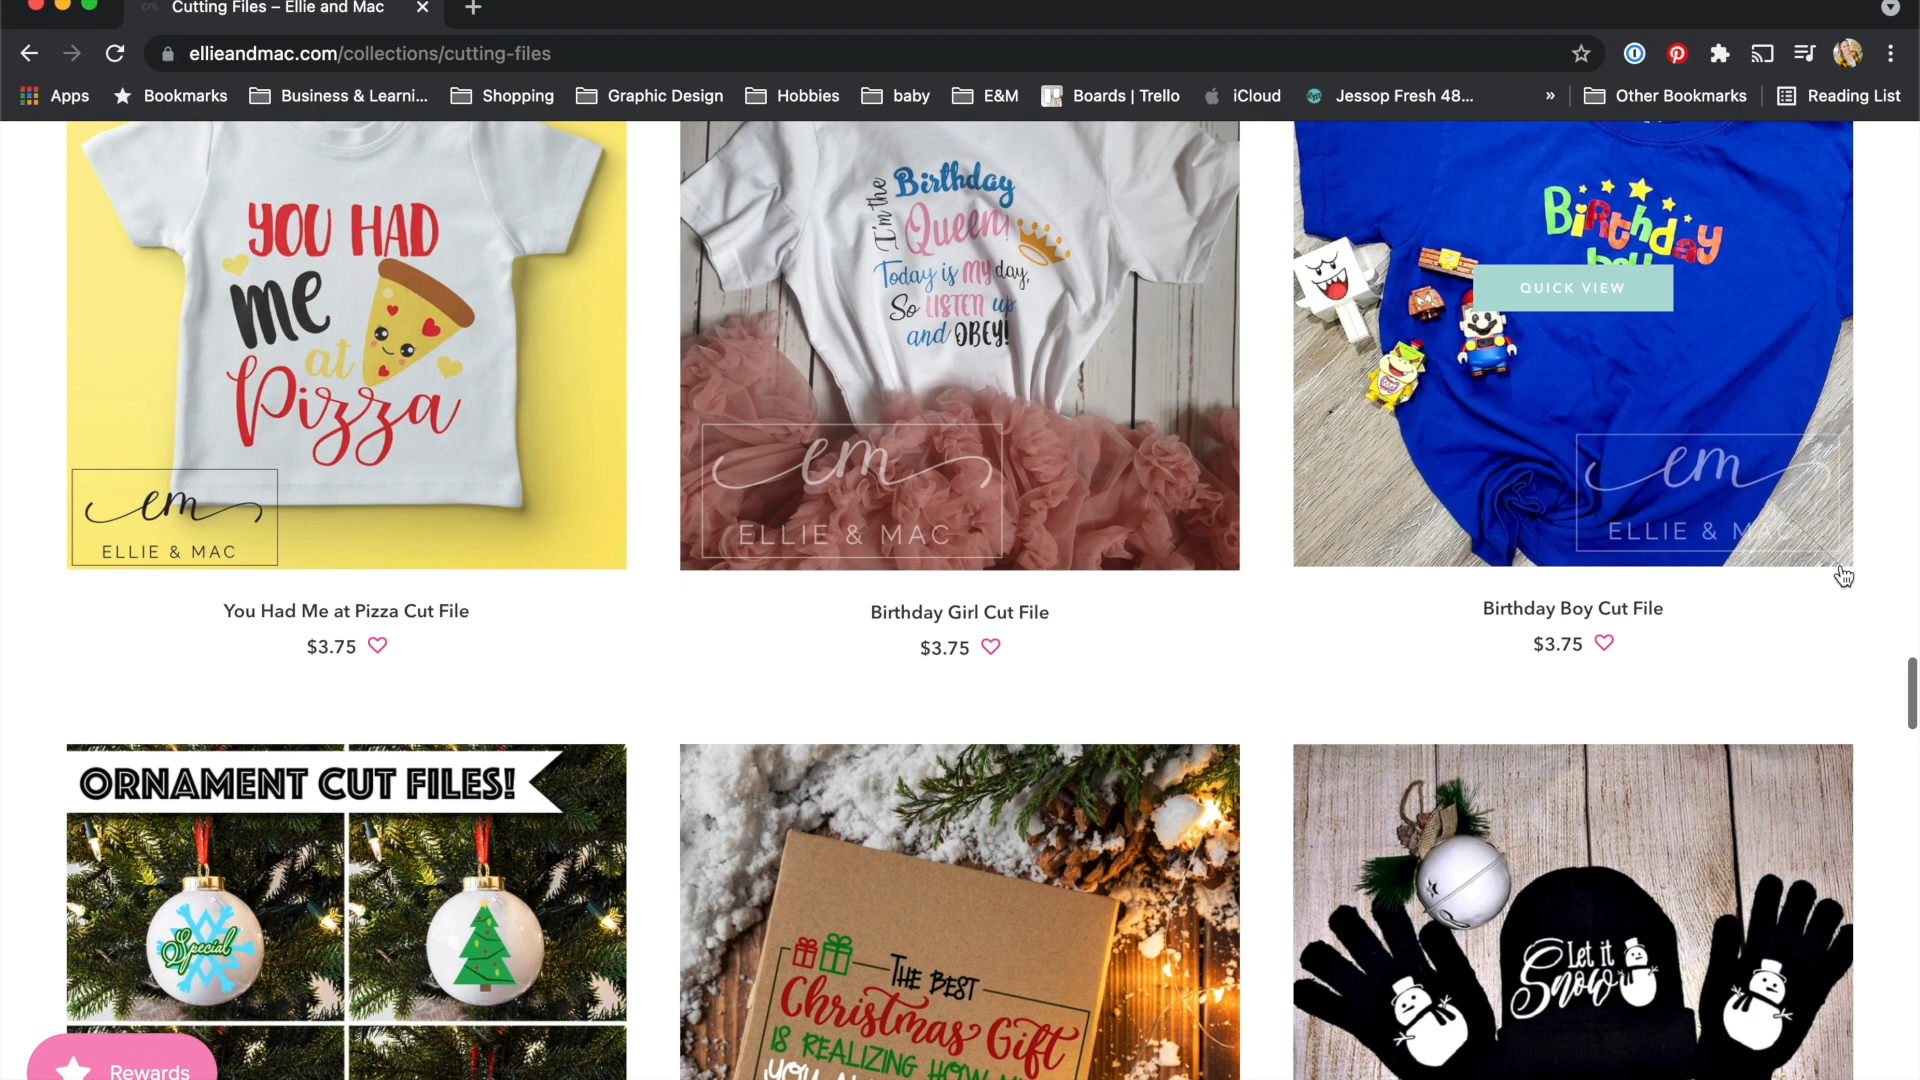 Cutting Files – Ellie and Mac
ellieandmac.com/collections/cutting-files
Apps
Bookmarks
Business & Learni...
Shopping
Graphic Design
Hobbies
baby
E&M
Boards | Trello
iCloud
Jessop Fresh 48...
»
Other Bookmarks
Reading List
YOU HAD
me
at
Pizza
em
ELLIE & MAC
I'm the
Birthday
Queen!
Today is my day,
So LISTEN up
and OBEY!
em
ELLIE & MAC
Birthday
boy
QUICK VIEW
em
ELLIE & MAC
You Had Me at Pizza Cut File
$3.75
Birthday Girl Cut File
$3.75
Birthday Boy Cut File
$3.75
ORNAMENT CUT FILES!
Special
THE BEST
Christmas Gift
IS REALIZING HOW
Let it
Snow
Rewards